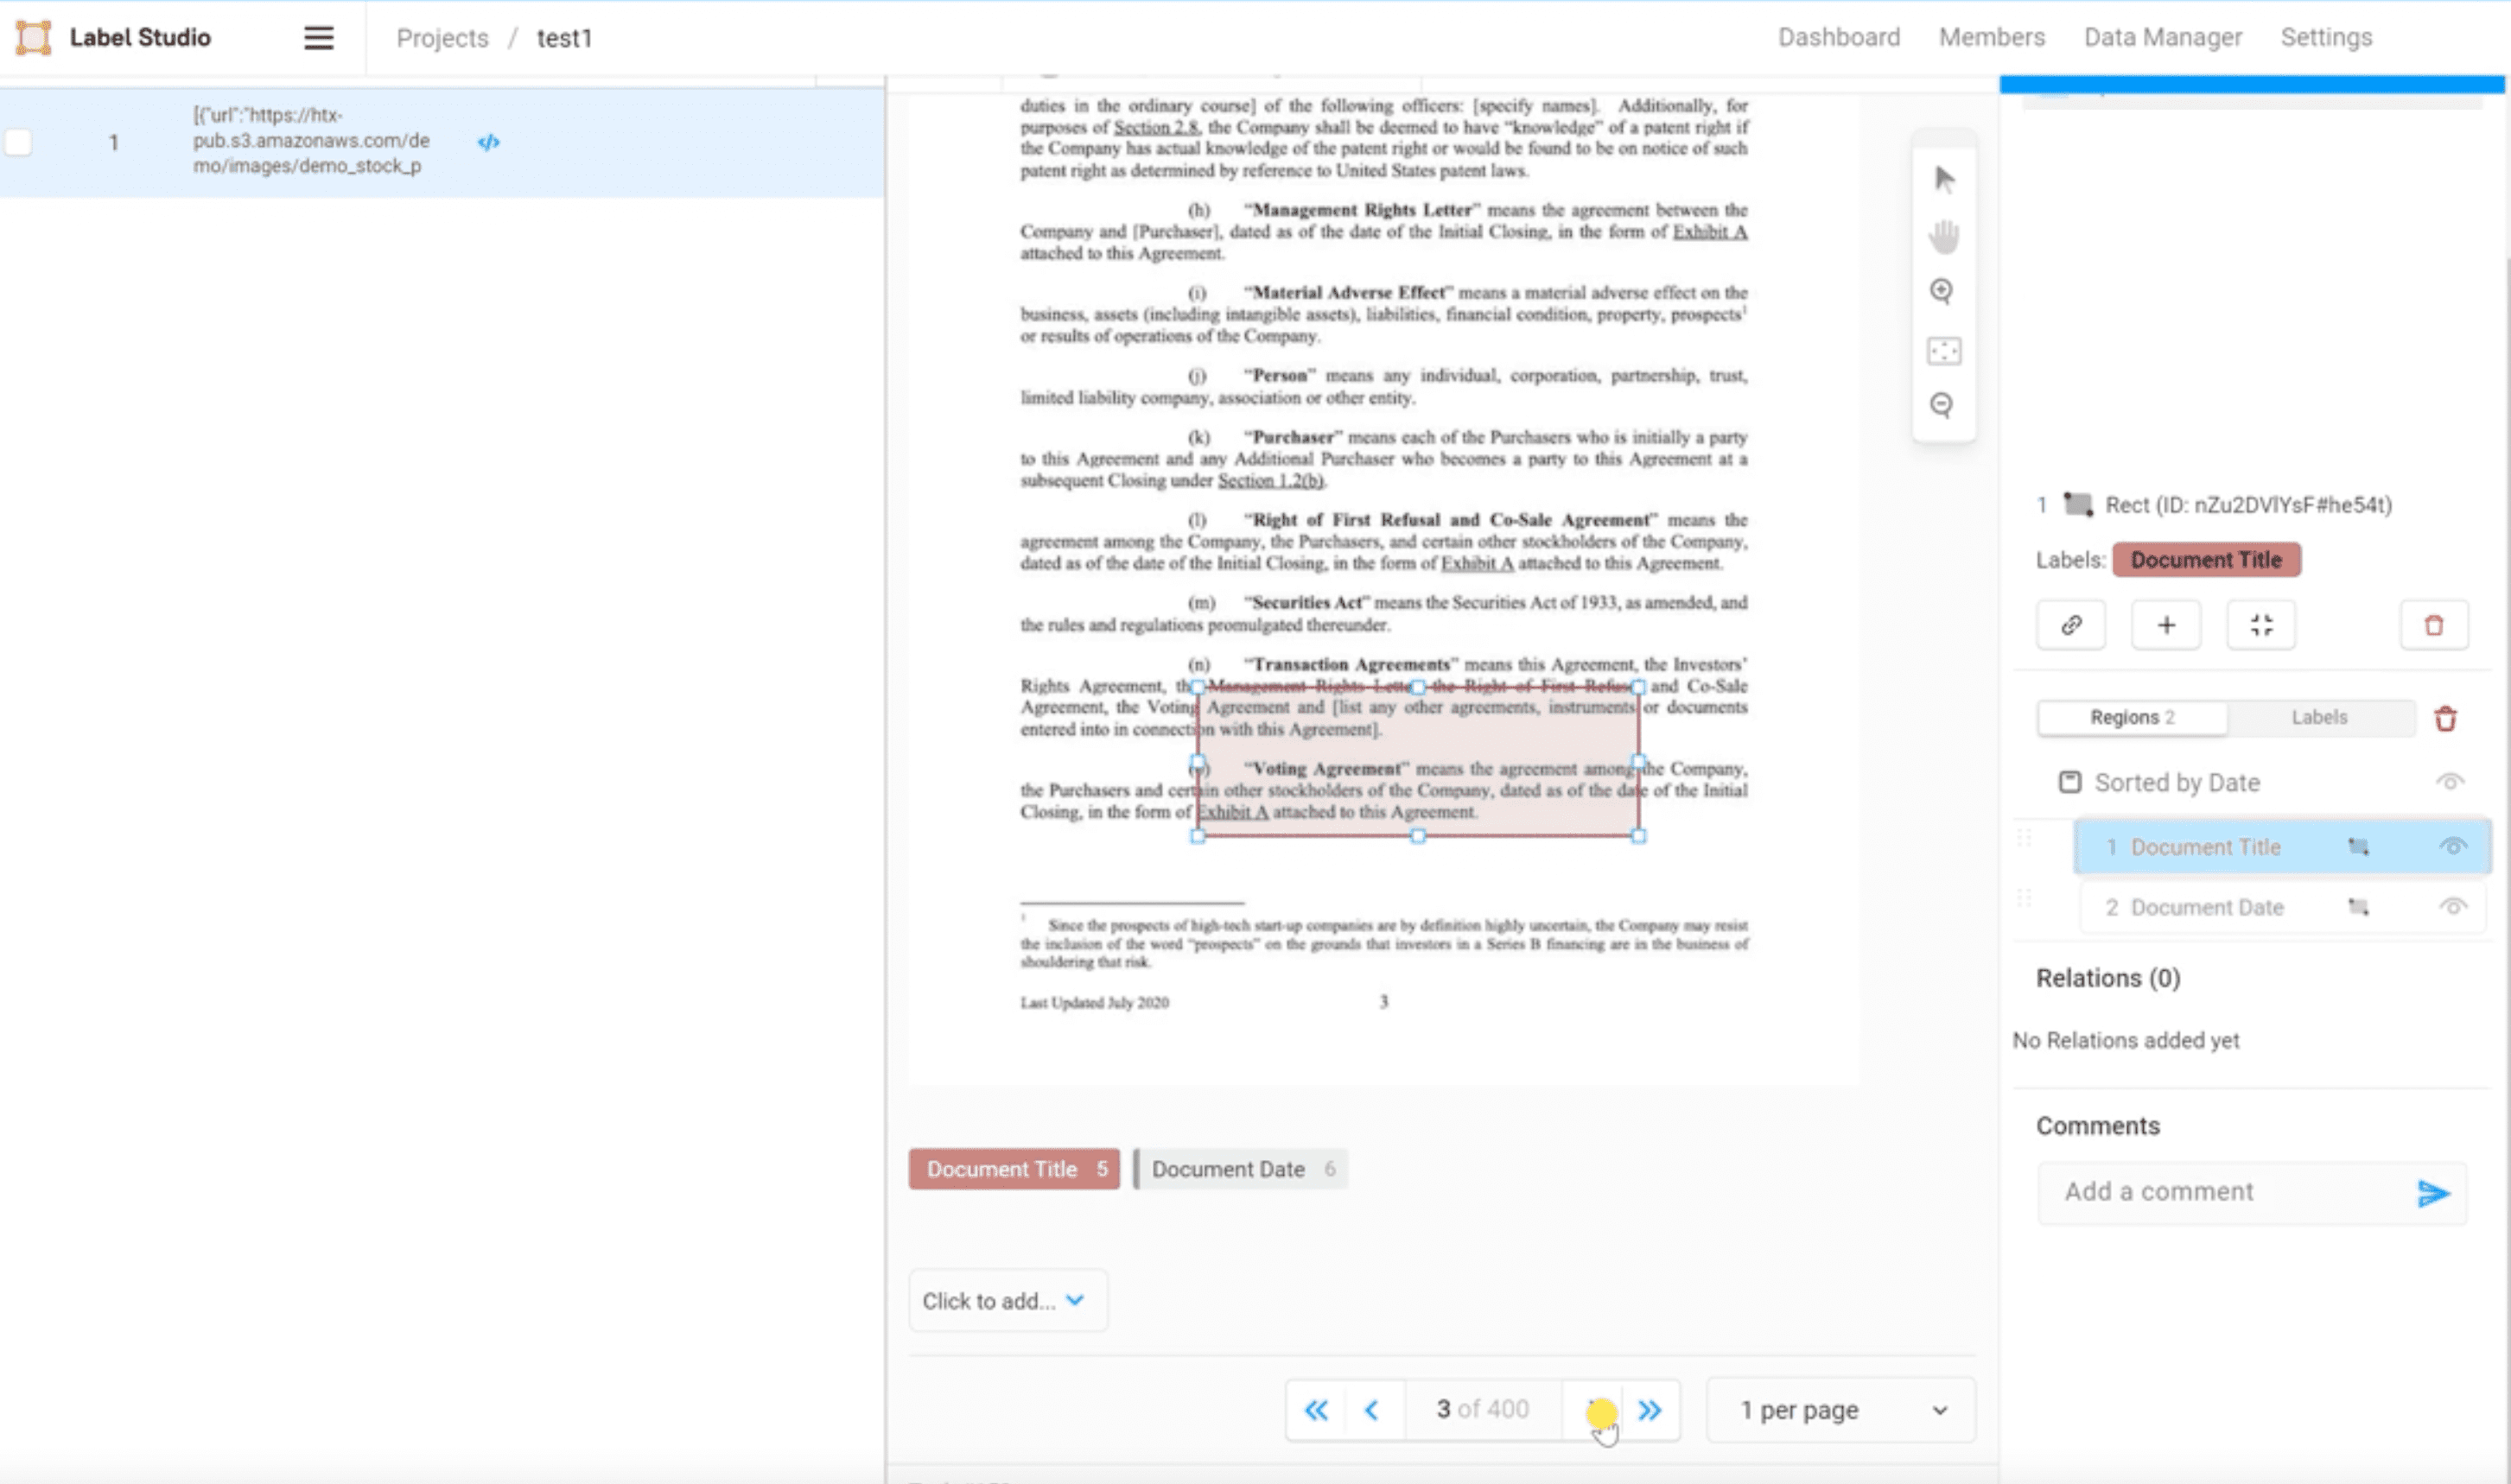 Label Studio
Projects / test1
Dashboard
Members
Data Manager
Settings
1
[{"url":"https://htx-
pub.s3.amazonaws.com/de
mo/images/demo_stock_p
</>
duties in the ordinary course] of the following officers: [specify names]. Additionally, for
purposes of Section 2.8, the Company shall be deemed to have “knowledge” of a patent right if
the Company has actual knowledge of the patent right or would be found to be on notice of such
patent right as determined by reference to United States patent laws.
(h) “Management Rights Letter” means the agreement between the
Company and [Purchaser], dated as of the date of the Initial Closing, in the form of Exhibit A
attached to this Agreement.
(i) “Material Adverse Effect” means a material adverse effect on the
business, assets (including intangible assets), liabilities, financial condition, property, prospects1
or results of operations of the Company.
(j) “Person” means any individual, corporation, partnership, trust,
limited liability company, association or other entity.
(k) “Purchaser” means each of the Purchasers who is initially a party
to this Agreement and any Additional Purchaser who becomes a party to this Agreement at a
subsequent Closing under Section 1.2(b).
(l) “Right of First Refusal and Co-Sale Agreement” means the
agreement among the Company, the Purchasers, and certain other stockholders of the Company,
dated as of the date of the Initial Closing, in the form of Exhibit A attached to this Agreement.
(m) “Securities Act” means the Securities Act of 1933, as amended, and
the rules and regulations promulgated thereunder.
(n) “Transaction Agreements” means this Agreement, the Investors’
Rights Agreement, the Management Rights Letter, the Right of First Refusal and Co-Sale
Agreement, the Voting Agreement and [list any other agreements, instruments or documents
entered into in connection with this Agreement].
“Voting Agreement” means the agreement among the Company,
the Purchasers and certain other stockholders of the Company, dated as of the date of the Initial
Closing, in the form of Exhibit A attached to this Agreement.
1 Since the prospects of high-tech start-up companies are by definition highly uncertain, the Company may resist
the inclusion of the word “prospects” on the grounds that investors in a Series B financing are in the business of
shouldering that risk.
Last Updated July 2020
3
Document Title 5
Document Date 6
Click to add...
3 of 400
1 per page
1 Rect (ID: nZu2DVlYsF#he54t)
Labels: Document Title
Regions 2
Labels
Sorted by Date
1 Document Title
2 Document Date
Relations (0)
No Relations added yet
Comments
Add a comment